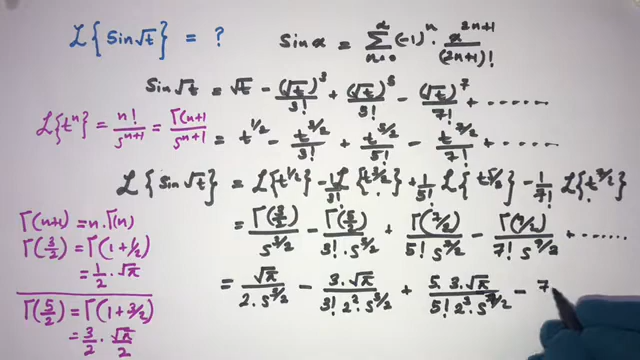 ℒ{sin√t} = ?
sin x = ∑_{n=0}^{∞} (-1)^n · x^{2n+1}/(2n+1)!
sin√t = √t - (√t)^3/3! + (√t)^5/5! - (√t)^7/7! + .......
ℒ{t^n} = n!/s^{n+1} = Γ(n+1)/s^{n+1}
= t^{1/2} - t^{3/2}/3! + t^{5/2}/5! - t^{7/2}/7! + .......
ℒ{sin√t} = ℒ{t^{1/2}} - 1/3! ℒ{t^{3/2}} + 1/5! ℒ{t^{5/2}} - 1/7! ℒ{t^{7/2}}
Γ(n+1) = n·Γ(n)
= Γ(3/2)/s^{3/2} - Γ(5/2)/(3!·s^{5/2}) + Γ(7/2)/(5! s^{7/2}) - Γ(9/2)/(7! s^{9/2}) + .......
Γ(3/2) = Γ(1+1/2)
= 1/2 · √π
= √π/(2·s^{3/2}) - 3·√π/(3! 2^2·s^{5/2}) + 5·3·√π/(5! 2^3·s^{7/2}) - 7
Γ(5/2) = Γ(1+3/2)
= 3/2 · √π/2